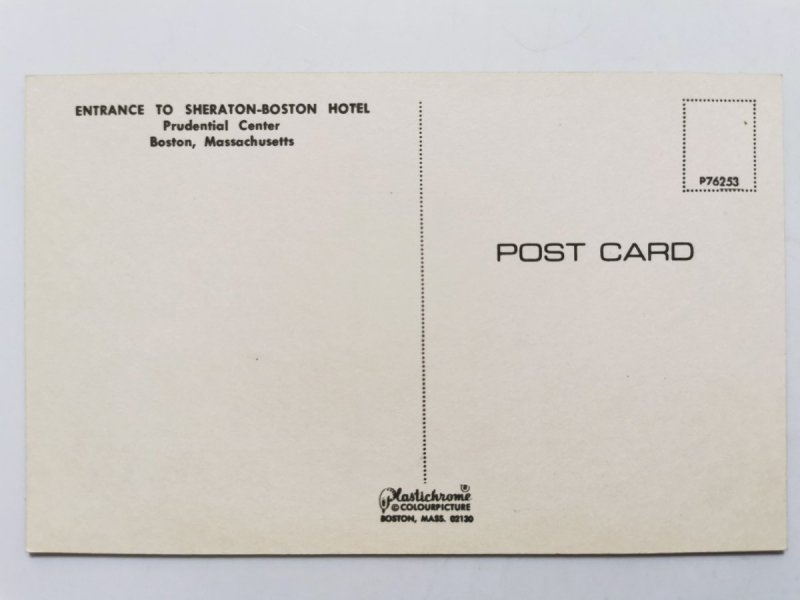 ENTRANCE TO SHERATON-BOSTON HOTEL
Prudential Center
Boston, Massachusetts
P76253
POST CARD
Plastichrome ®
© COLOURPICTURE
BOSTON, MASS. 02130